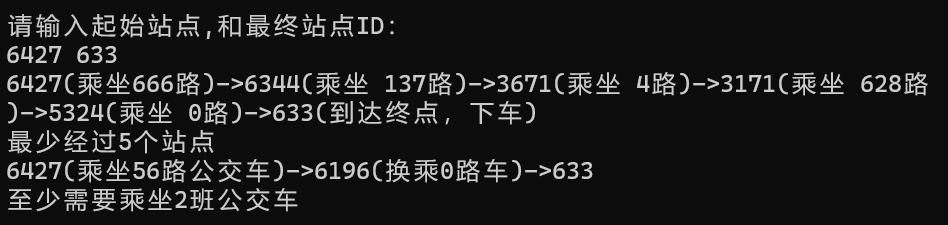 请输入起始站点,和最终站点ID:
6427 633
6427(乘坐666路)->6344(乘坐 137路)->3671(乘坐 4路)->3171(乘坐 628路
)->5324(乘坐 0路)->633(到达终点，下车)
最少经过5个站点
6427(乘坐56路公交车)->6196(换乘0路车)->633
至少需要乘坐2班公交车